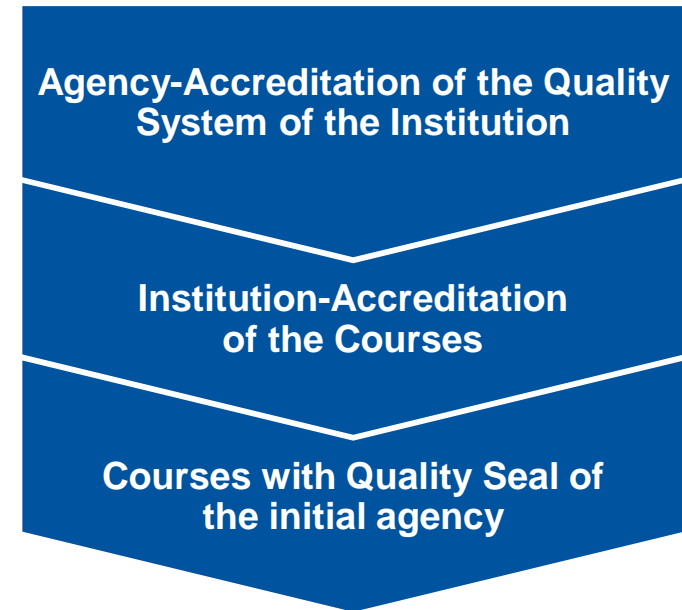 Agency-Accreditation of the Quality
System of the Institution
Institution-Accreditation
of the Courses
Courses with Quality Seal of
the initial agency